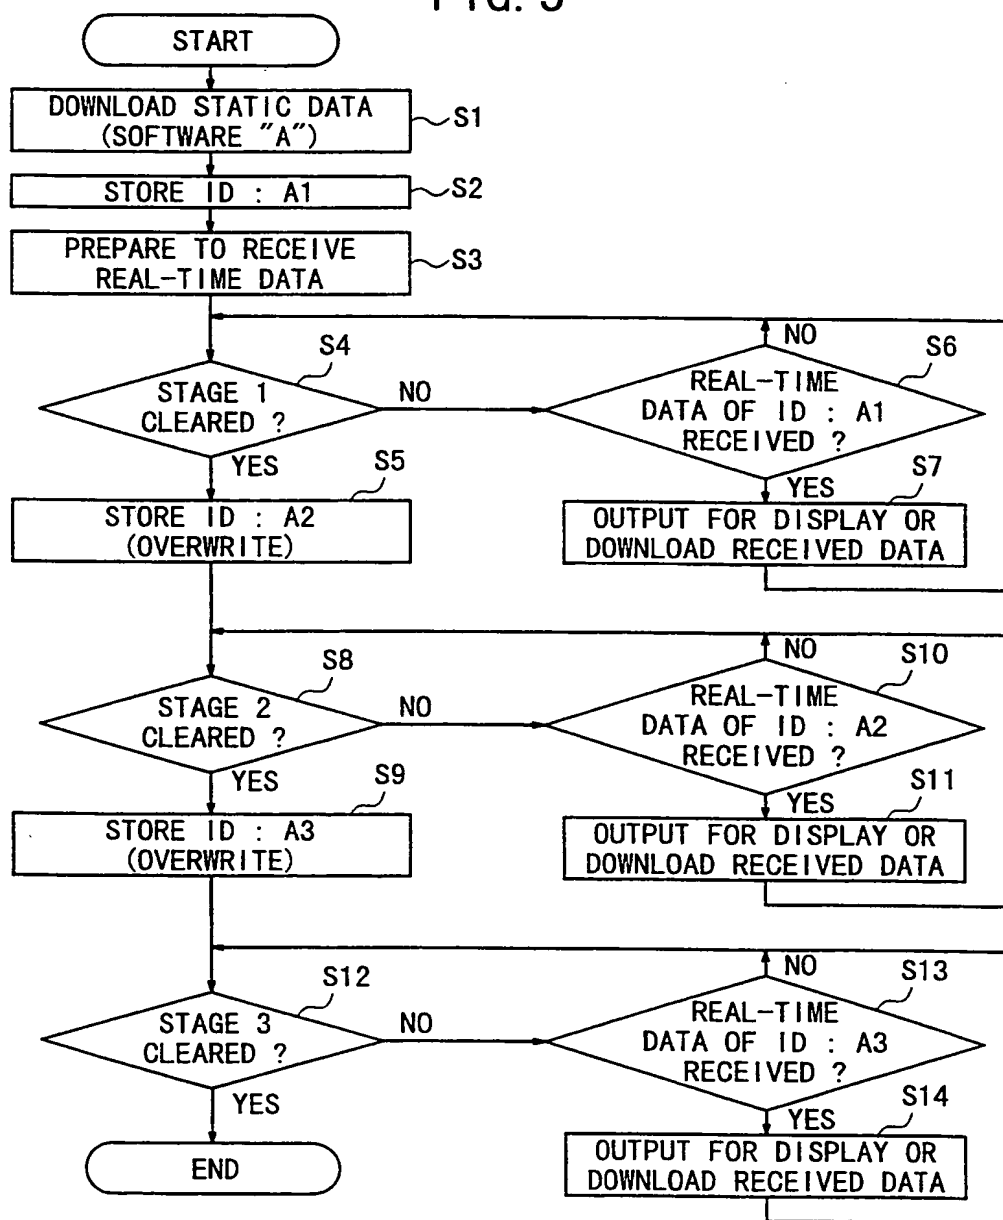 START
DOWNLOAD STATIC DATA
(SOFTWARE "A")
S1
STORE ID : A1
S2
PREPARE TO RECEIVE
REAL-TIME DATA
S3
S4
STAGE 1
CLEARED ?
NO
YES
NO
S6
REAL-TIME
DATA OF ID : A1
RECEIVED ?
YES
S5
STORE ID : A2
(OVERWRITE)
S7
OUTPUT FOR DISPLAY OR
DOWNLOAD RECEIVED DATA
S8
STAGE 2
CLEARED ?
NO
YES
NO
S10
REAL-TIME
DATA OF ID : A2
RECEIVED ?
YES
S9
STORE ID : A3
(OVERWRITE)
S11
OUTPUT FOR DISPLAY OR
DOWNLOAD RECEIVED DATA
S12
STAGE 3
CLEARED ?
NO
YES
NO
S13
REAL-TIME
DATA OF ID : A3
RECEIVED ?
YES
END
S14
OUTPUT FOR DISPLAY OR
DOWNLOAD RECEIVED DATA